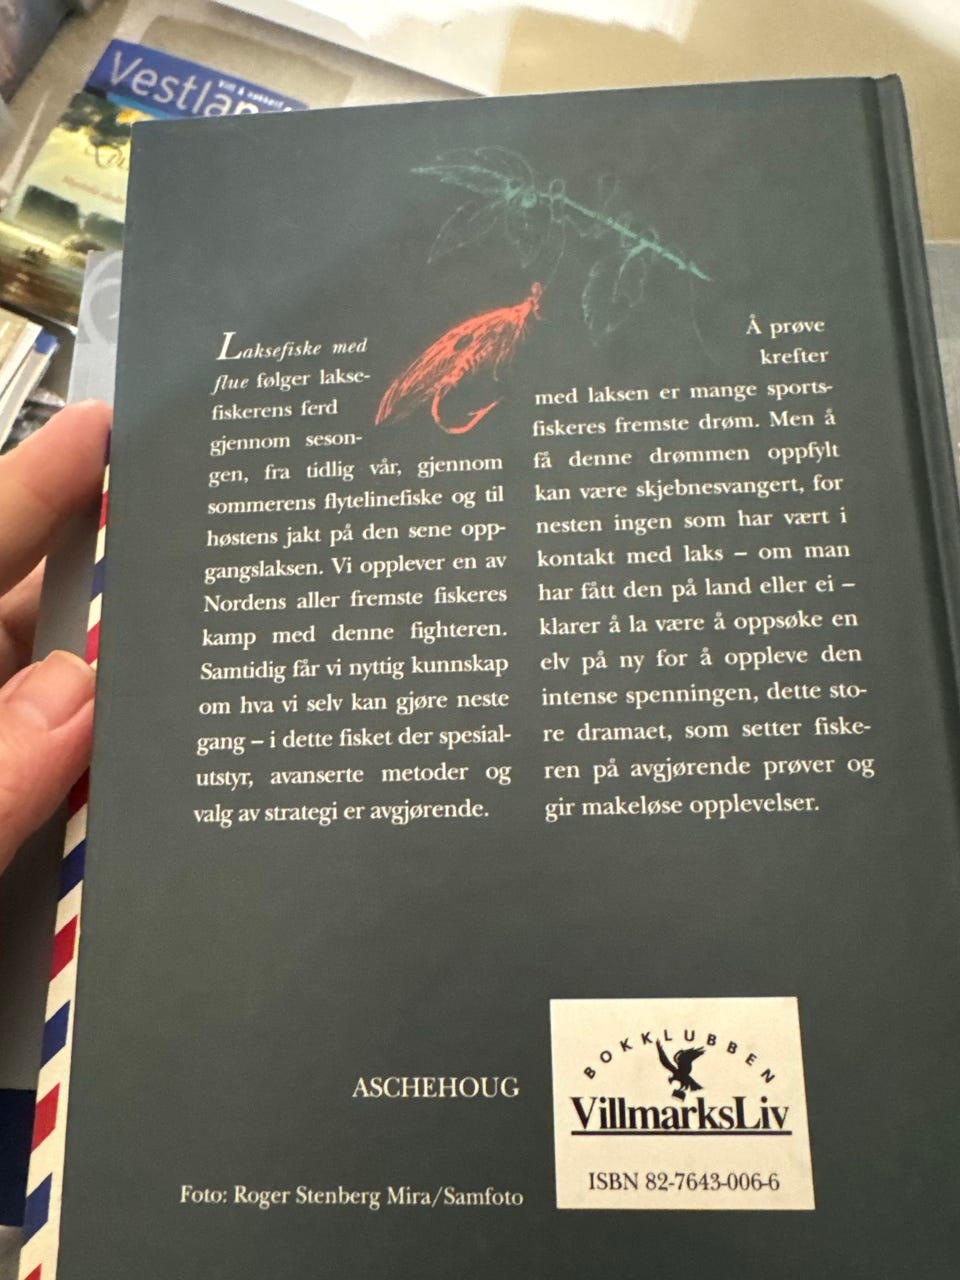 Vestlan
Laksefiske med
flue følger lakse-
fiskerens ferd
gjennom seson-
gen, fra tidlig vår, gjennom
sommerens flytelinefiske og til
høstens jakt på den sene opp-
gangslaksen. Vi opplever en av
Nordens aller fremste fiskeres
kamp med denne fighteren.
Samtidig får vi nyttig kunnskap
om hva vi selv kan gjøre neste
gang – i dette fisket der spesial-
utstyr, avanserte metoder og
valg av strategi er avgjørende.
Å prøve
krefter
med laksen er mange sports-
fiskeres fremste drøm. Men å
få denne drømmen oppfylt
kan være skjebnesvangert, for
nesten ingen som har vært i
kontakt med laks – om man
har fått den på land eller ei –
klarer å la være å oppsøke en
elv på ny for å oppleve den
intense spenningen, dette sto-
re dramaet, som setter fiske-
ren på avgjørende prøver og
gir makeløse opplevelser.
ASCHEHOUG
BOKKLUBBEN
VillmarksLiv
ISBN 82-7643-006-6
Foto: Roger Stenberg Mira/Samfoto